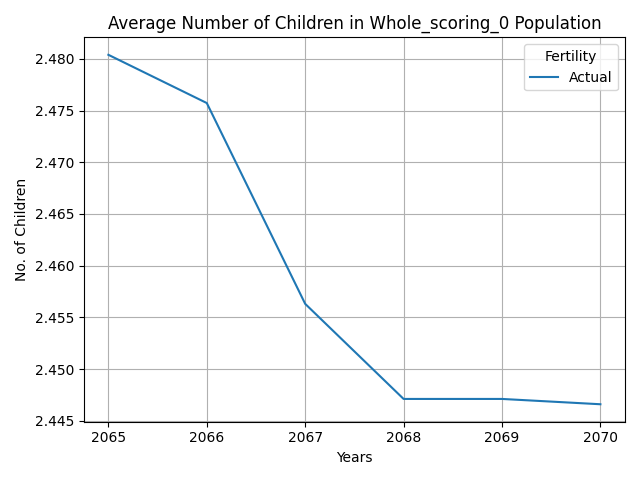 Average Number of Children in Whole_scoring_0 Population
Fertility
Actual
2.480
2.475
2.470
2.465
2.460
2.455
2.450
2.445
No. of Children
2065 2066 2067 2068 2069 2070
Years